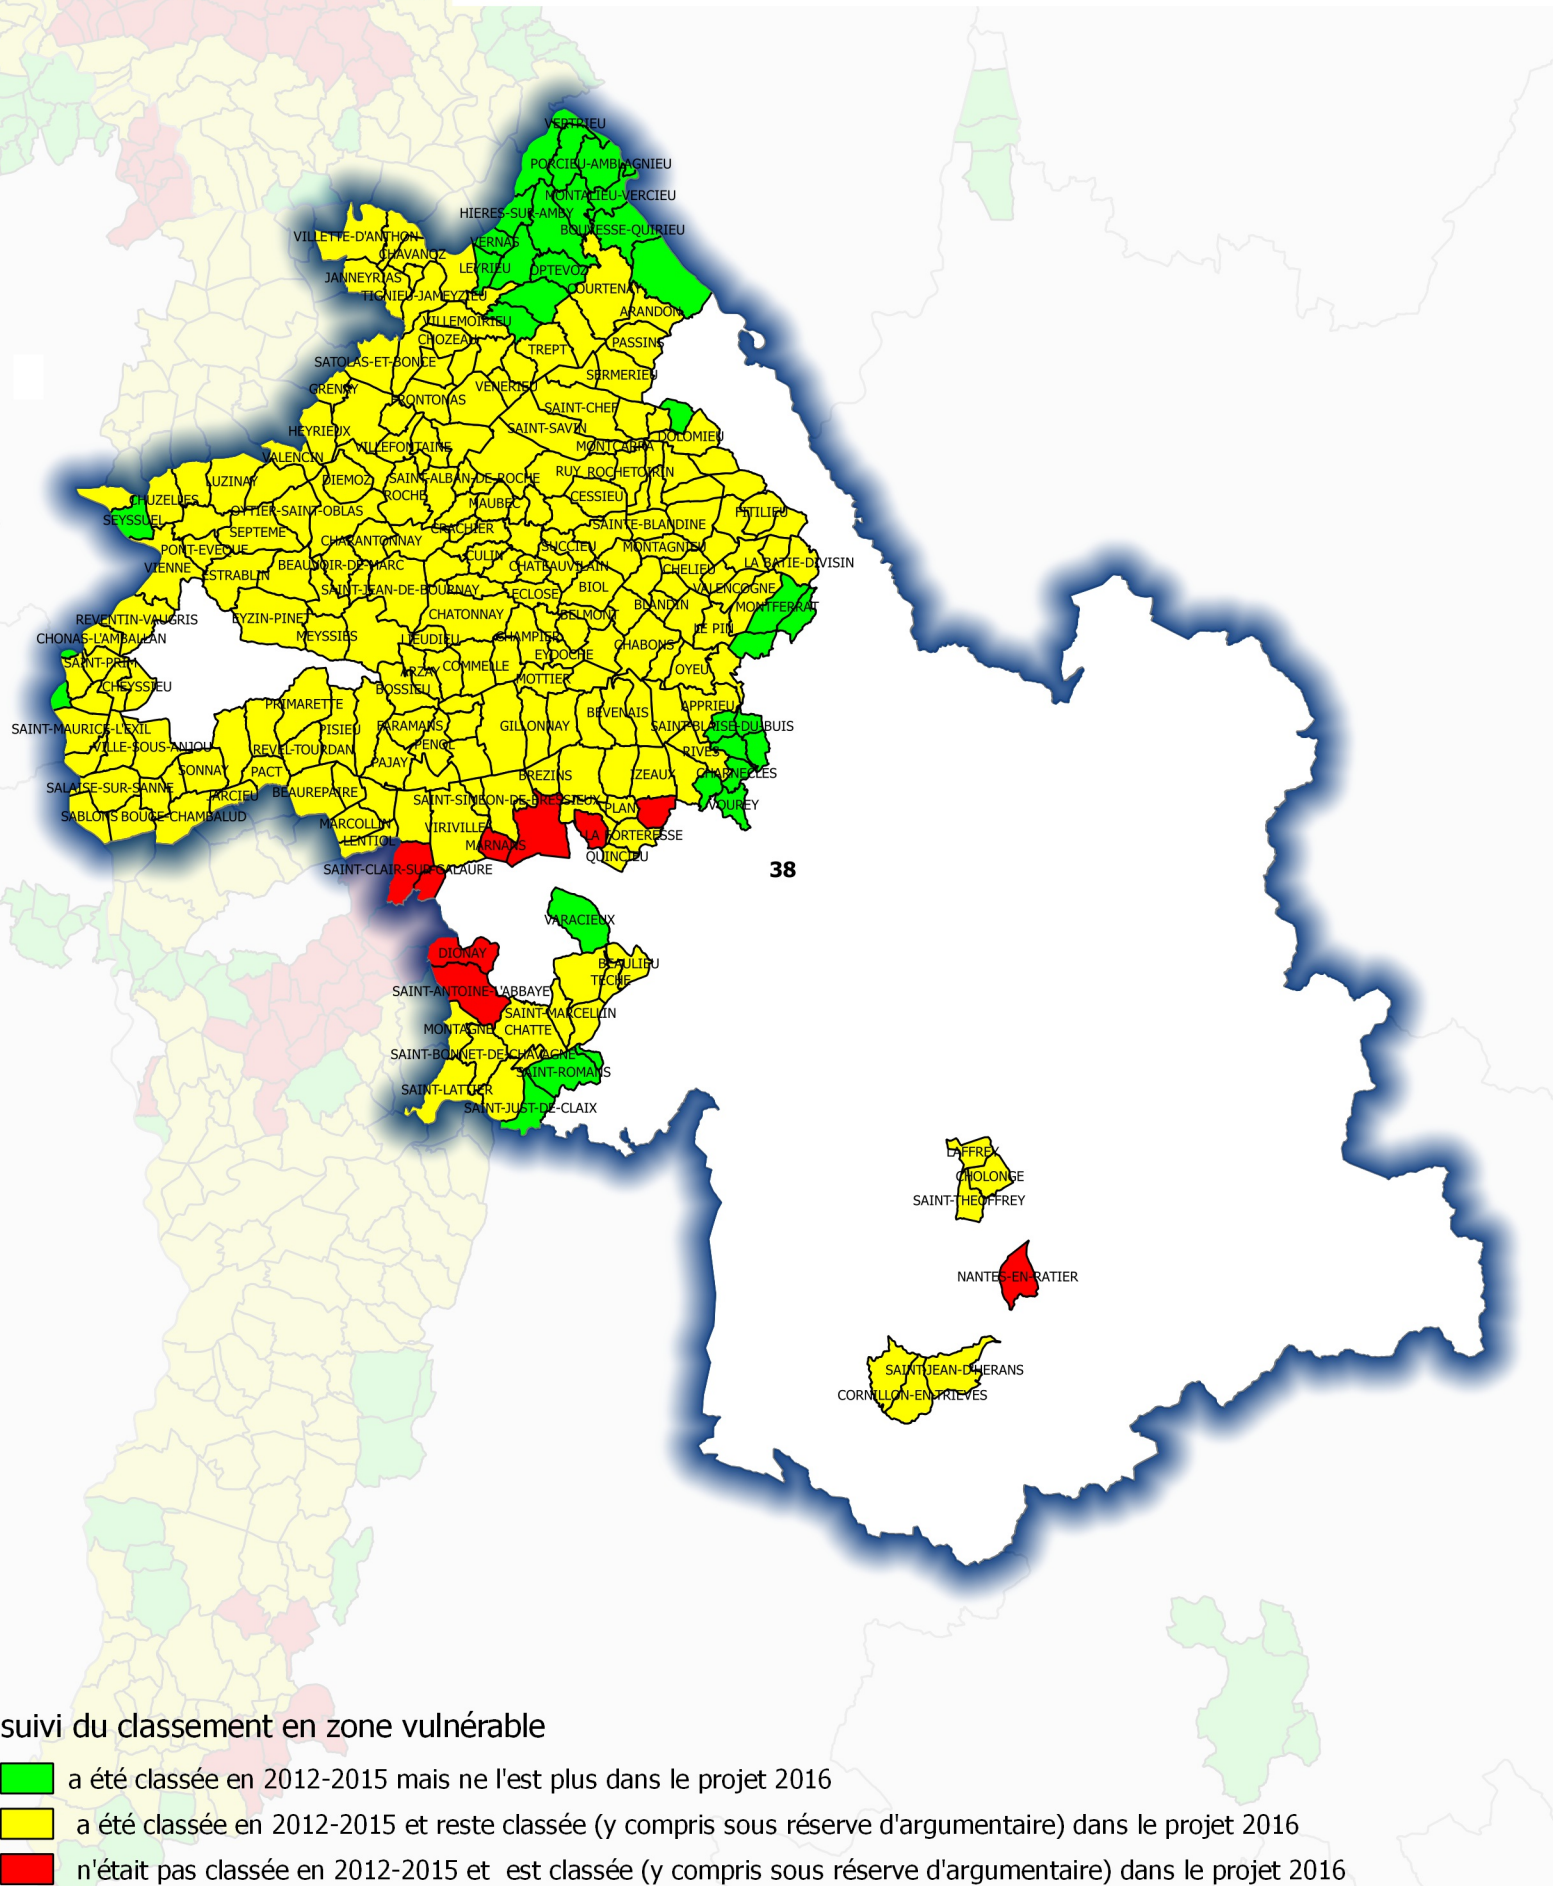 VERTRIEU
PORCIEU-AMBLAGNIEU
MONTALIEU-VERCIEU
HIERES-SUR-AMBY
BOUVESSE-QUIRIEU
VILLETTE-D'ANTHON
VERNAS
CHAVANOZ
LEYRIEU
OPTEVOZ
JANNEYRIAS
COURTENAY
TIGNIEU-JAMEYZIEU
ARANDON
VILLEMOIRIEU
CHOZEAU
PASSINS
TREPT
SATOLAS-ET-BONCE
SERMERIEU
GRENAY
VENERIEU
FRONTONAS
SAINT-CHEF
HEYRIEUX
SAINT-SAVIN
DOLOMIEU
VILLEFONTAINE
MONTCARRA
VALENCIN
RUY
ROCHETOIRIN
LUZINAY
DIEMOZ
SAINT-ALBAN-DE-ROCHE
ROCHE
CESSIEU
CHUZELLES
MAUBEC
OYTIER-SAINT-OBLAS
PITILIEU
SEYSSUEL
SAINTE-BLANDINE
SEPTEME
CRACHIER
CHARANTONNAY
SUCCIEU
MONTAGNIEU
PONT-EVEQUE
CULIN
LA BATIE-DIVISIN
VIENNE
BEAUVOIR-DE-MARC
CHATEAUVILAIN
CHELIEU
ESTRABLIN
BIOL
SAINT-JEAN-DE-BOURNAY
VALENCOGNE
ECLOSE
BLANDIN
MONTFERRAT
REVENTIN-VAUGRIS
EYZIN-PINET
CHATONNAY
BELMONT
LE PIN
CHONAS-L'AMBALLAN
MEYSSIES
LIEUDIEU
CHAMPIER
CHABONS
EYDOCHE
SAINT-PRIM
COMMELLE
OYEU
ARZAY
MOTTIER
CHEYSSIEU
BOSSIEU
PRIMARETTE
APPRIEU
BEVENAIS
SAINT-MAURICE-L'EXIL
PISIEU
FARAMANS
GILLONNAY
SAINT-BLAISE-DU-BUIS
VILLE-SOUS-ANJOU
REVEL-TOURDAN
PENOL
RIVES
PAJAY
SONNAY
PACT
BREZINS
IZEAUX
CHARNECLES
SALAISE-SUR-SANNE
JARCIEU
BEAUREPAIRE
SAINT-SIMEON-DE-BRESSIEUX
PLAN
VOUREY
SABLONS
BOUGE-CHAMBALUD
MARCOLLIN
VIRIVILLE
LA FORTERESSE
LENTIOL
MARNANS
QUINCIEU
SAINT-CLAIR-SUR-GALAURE
38
VARACIEUX
DIONAY
BEAULIEU
TECHE
SAINT-ANTOINE-L'ABBAYE
SAINT-MARCELLIN
MONTAGNE
CHATTE
SAINT-BONNET-DE-CHAVAGNE
SAINT-ROMANS
SAINT-LATTIER
SAINT-JUST-DE-CLAIX
LAFFREY
CHOLONGE
SAINT-THEOFFREY
NANTES-EN-RATIER
SAINT-JEAN-D'HERANS
CORNILLON-EN-TRIEVES
suivi du classement en zone vulnérable
a été classée en 2012-2015 mais ne l'est plus dans le projet 2016
a été classée en 2012-2015 et reste classée (y compris sous réserve d'argumentaire) dans le projet 2016
n'était pas classée en 2012-2015 et est classée (y compris sous réserve d'argumentaire) dans le projet 2016